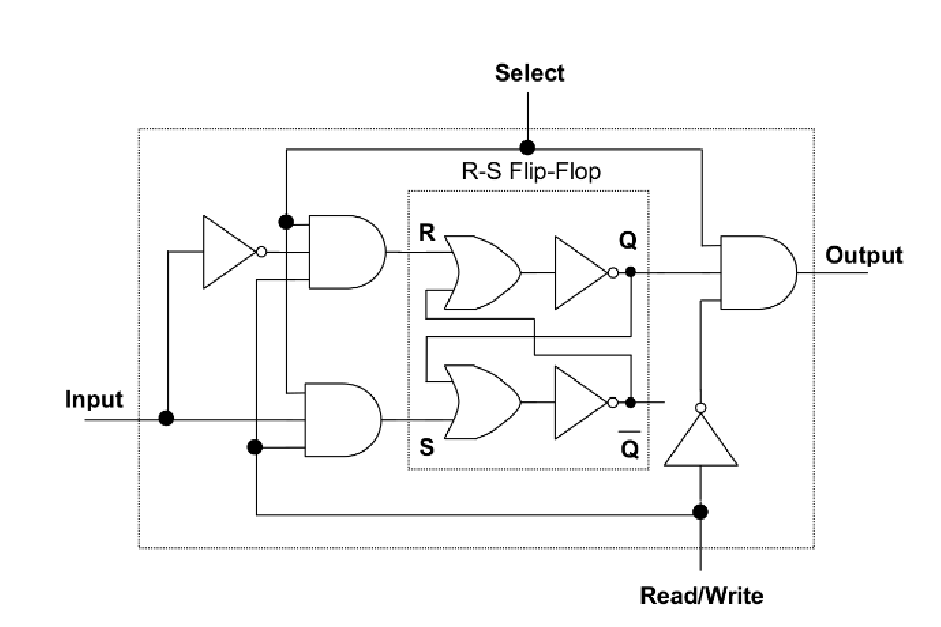 Select
R-S Flip-Flop
R
Q
Output
Input
S
Q̅
Read/Write